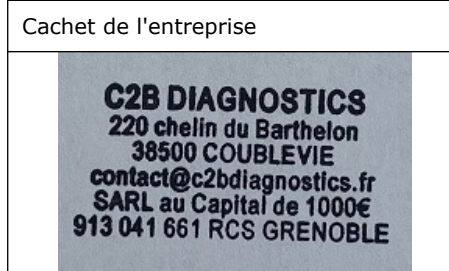 Cachet de l'entreprise
C2B DIAGNOSTICS
220 chelin du Barthelon
38500 COUBLEVIE
contact@c2bdiagnostics.fr
SARL au Capital de 1000€
913 041 661 RCS GRENOBLE